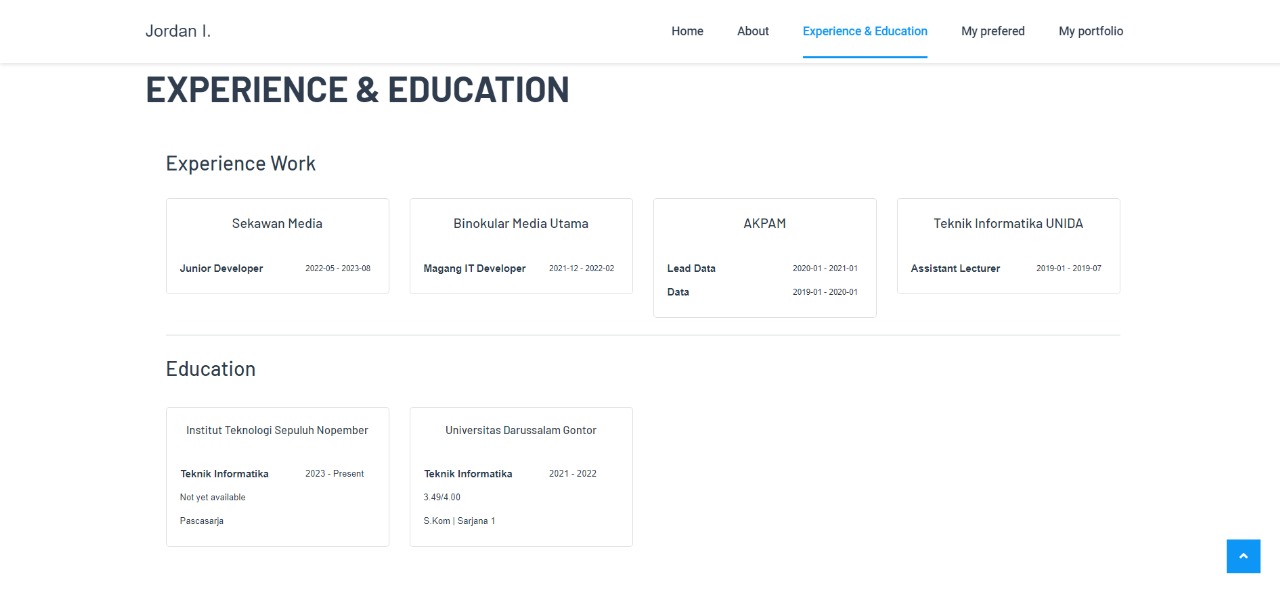 Jordan I.
Home About Experience & Education My prefered My portfolio
EXPERIENCE & EDUCATION
Experience Work
Sekawan Media
Junior Developer 2022-05 - 2023-08
Binokular Media Utama
Magang IT Developer 2021-12 - 2022-02
AKPAM
Lead Data 2020-01 - 2021-01
Data 2019-01 - 2020-01
Teknik Informatika UNIDA
Assistant Lecturer 2019-01 - 2019-07
Education
Institut Teknologi Sepuluh Nopember
Teknik Informatika 2023 - Present
Not yet available
Pascasarja
Universitas Darussalam Gontor
Teknik Informatika 2021 - 2022
3.49/4.00
S.Kom | Sarjana 1